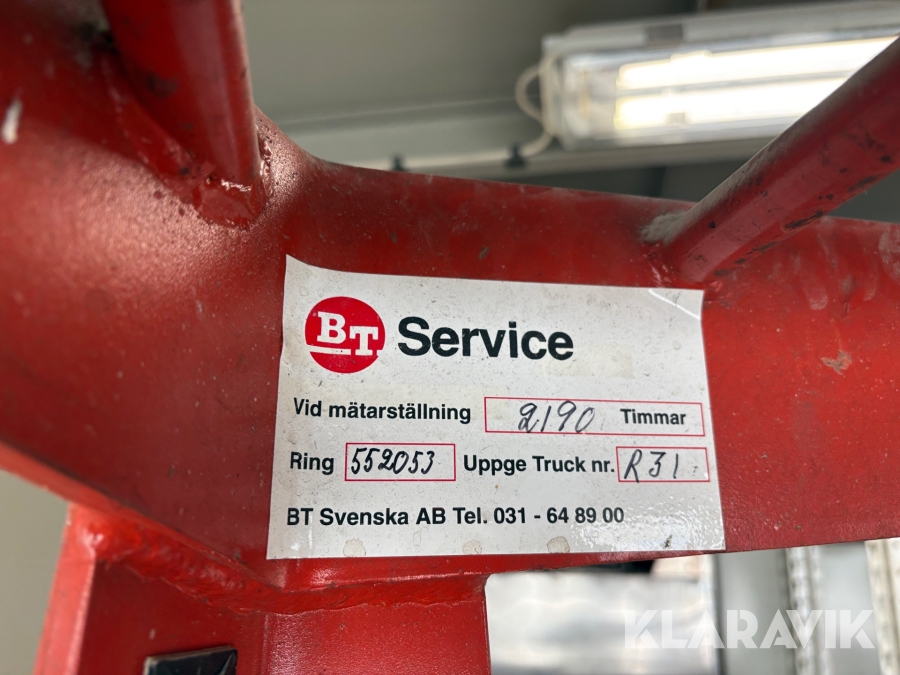 BT Service
Vid mätarställning 2190 Timmar
Ring 552053 Uppge Truck nr. R31
BT Svenska AB Tel. 031 - 64 89 00
KLARAVIK